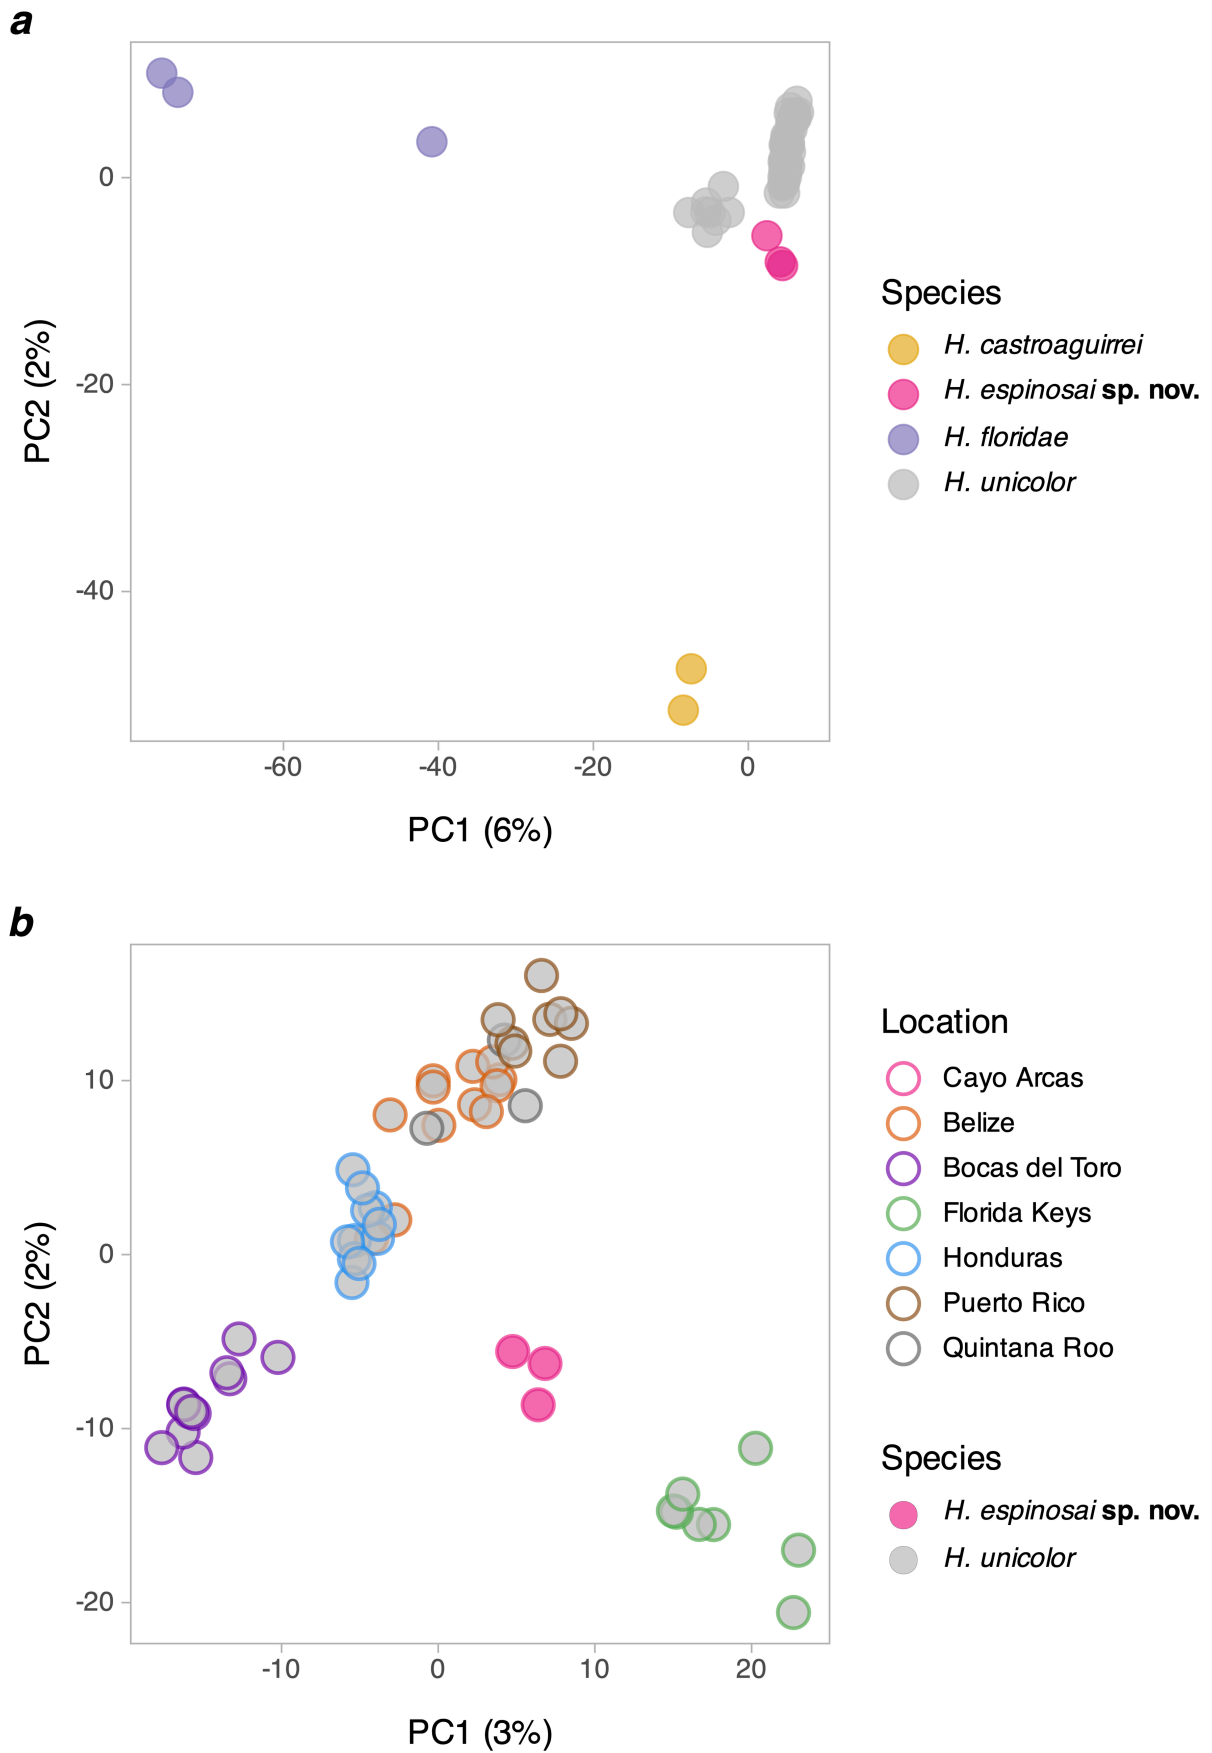 a
0
-20
-40
PC2 (2%)
-60 -40 -20 0
PC1 (6%)
Species
H. castroaguirrei
H. espinosai sp. nov.
H. floridae
H. unicolor
b
10
0
-10
-20
PC2 (2%)
-10 0 10 20
PC1 (3%)
Location
Cayo Arcas
Belize
Bocas del Toro
Florida Keys
Honduras
Puerto Rico
Quintana Roo
Species
H. espinosai sp. nov.
H. unicolor